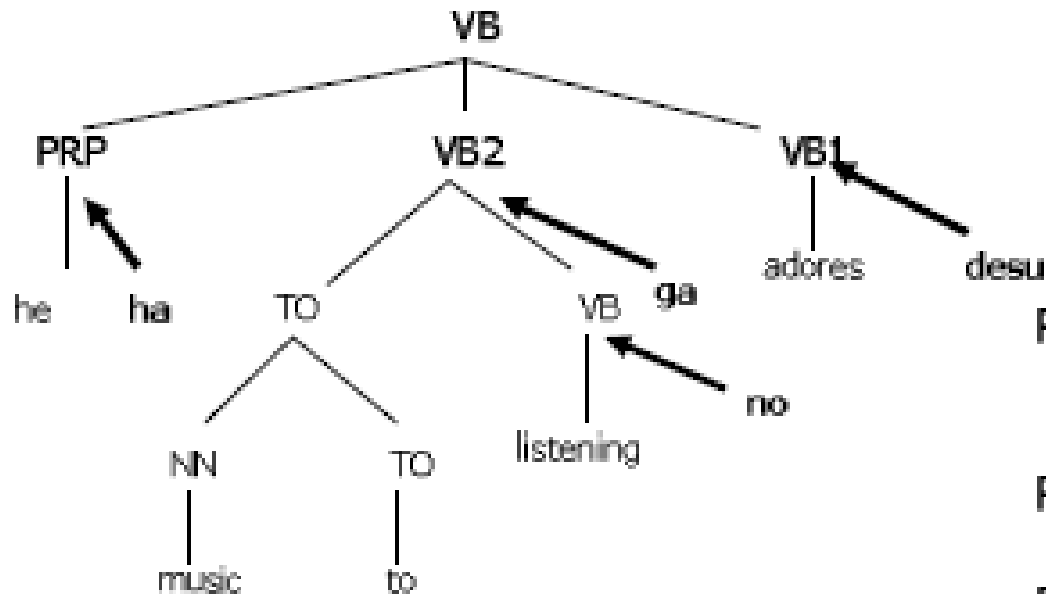 VB
PRP VB2 VB1
he ha TO ga VB adores desu
no
NN TO listening
music to